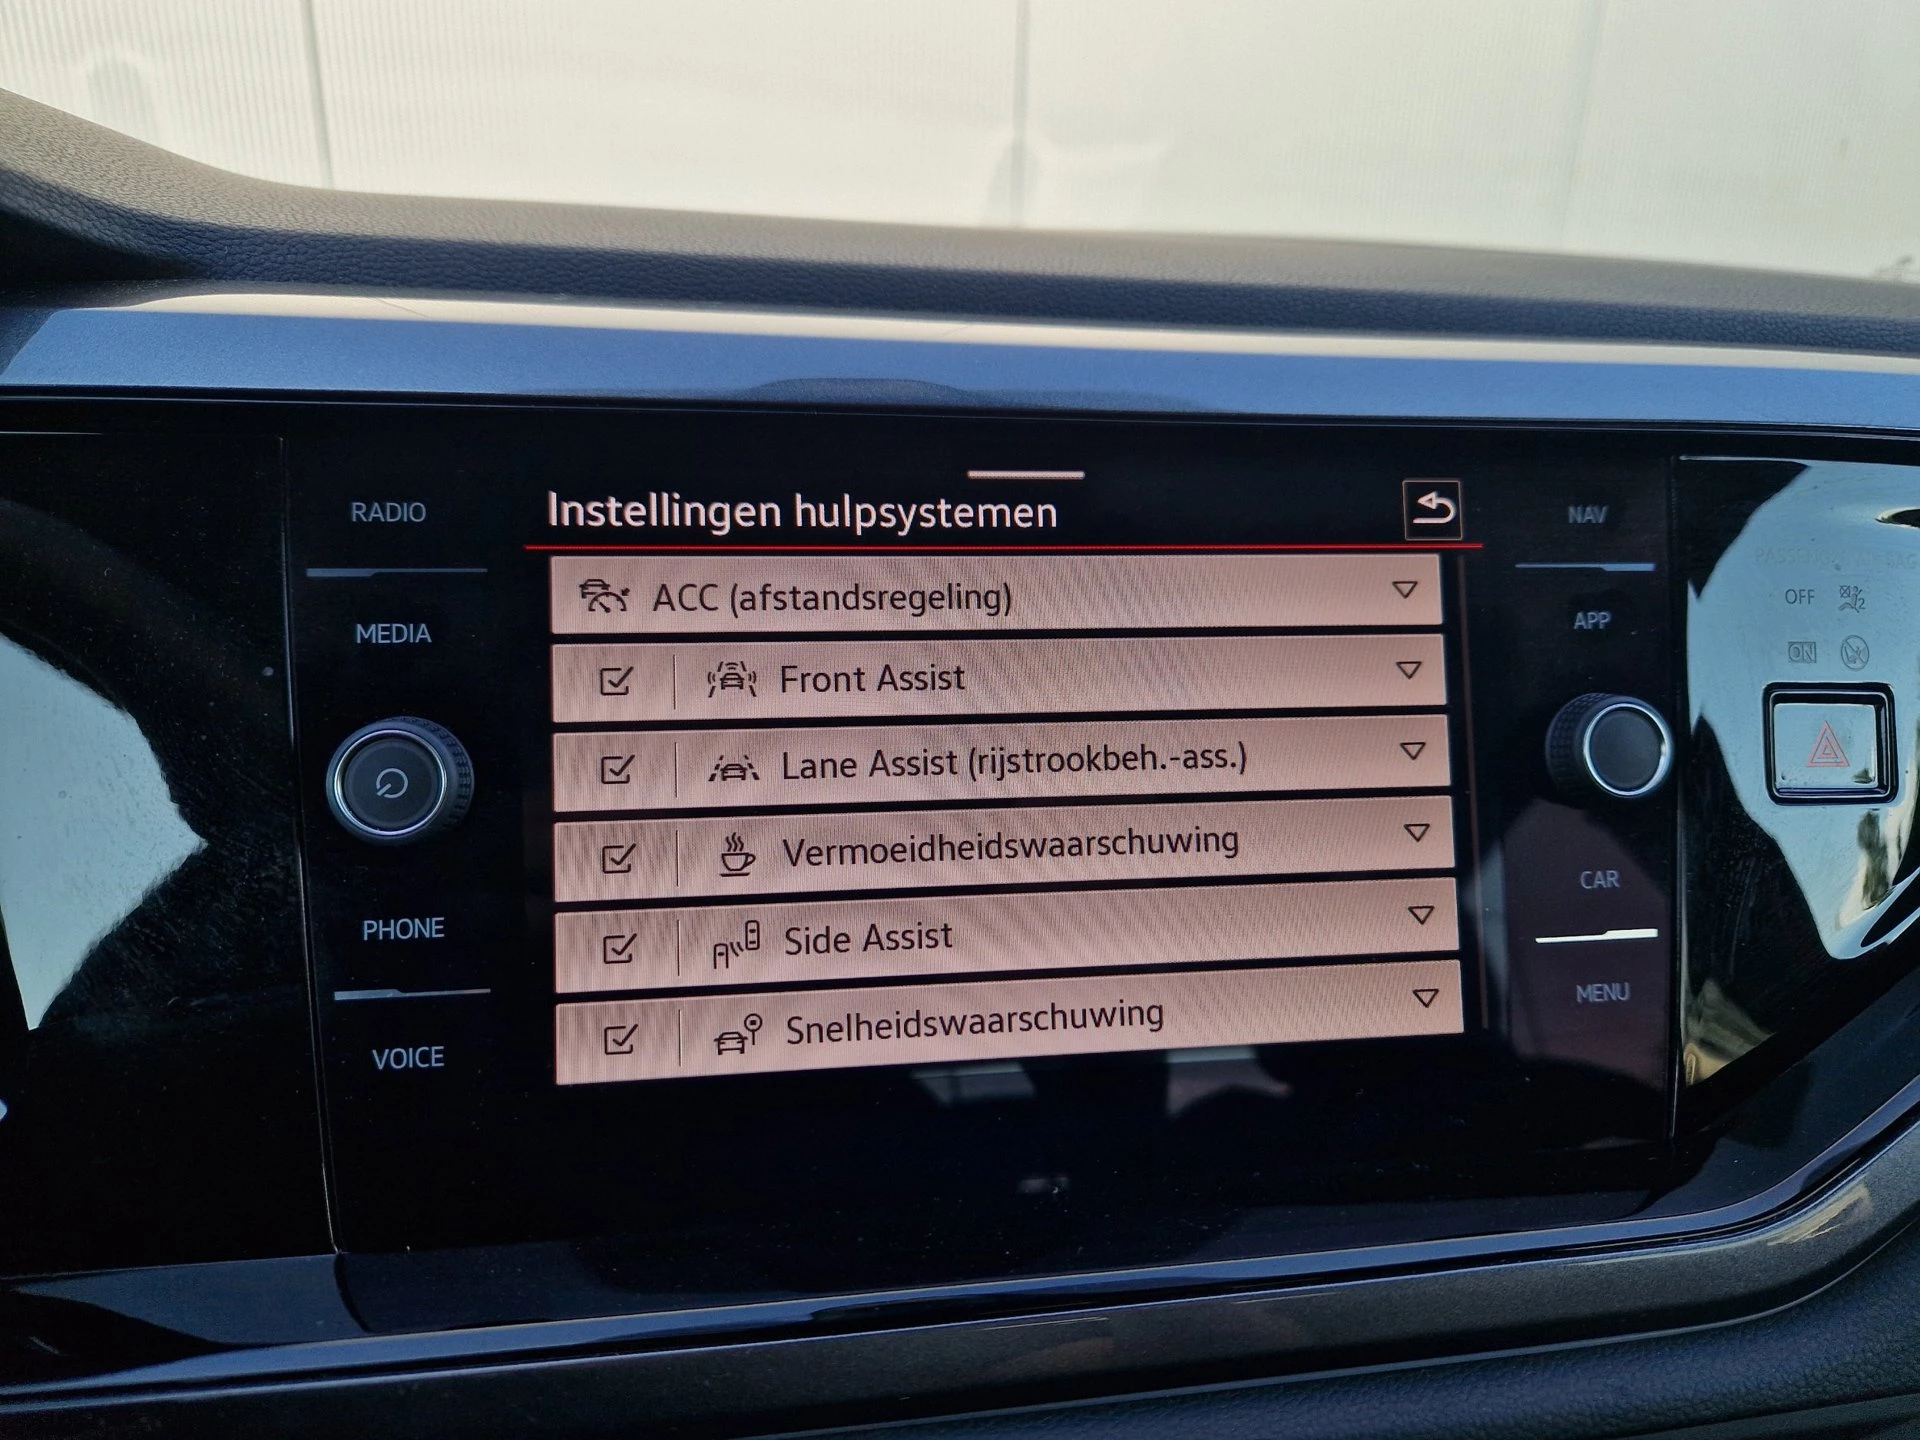 RADIO
MEDIA
PHONE
VOICE
Instellingen hulpsystemen
ACC (afstandsregeling)
Front Assist
Lane Assist (rijstrookbeh.-ass.)
Vermoeidheidswaarschuwing
Side Assist
Snelheidswaarschuwing
NAV
APP
CAR
MENU
OFF
ON